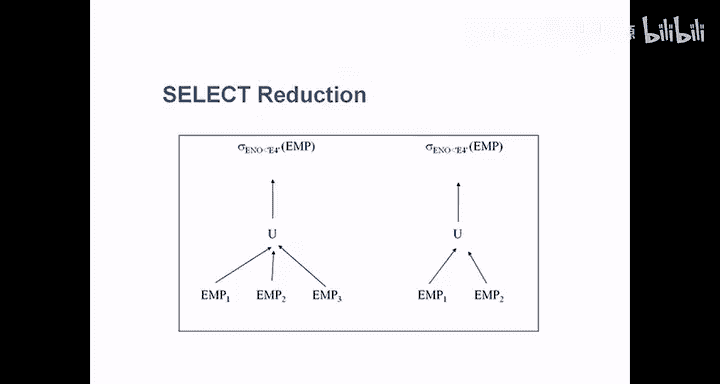 bilibili
SELECT Reduction
σENO<'E4'(EMP) σENO<'E4'(EMP)
U U
EMP1 EMP2 EMP3 EMP1 EMP2